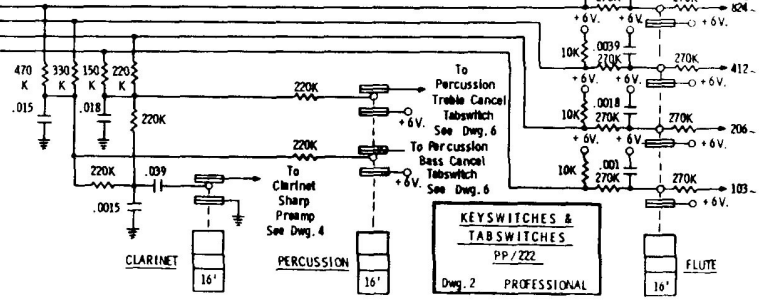 270K 270K 824~
+6V. +6V. +6V.
10K .0039 270K
270K 412~
+6V. +6V. +6V.
470 K 330 K 150 K 220 K
.015 .018
220K
220K
To Percussion
Treble Cancel
Tabswitch
See Dwg. 6
+6V.
10K .0018
270K 270K 206~
+6V. +6V. +6V.
220K
To Percussion
Bass Cancel
Tabswitch
See Dwg. 6
+6V.
10K .001
270K 270K 103~
+6V.
220K .039
.0015
To
Clarinet
Sharp
Preamp
See Dwg. 4
KEYSWITCHES &
TABSWITCHES
PP/222
Dwg. 2 PROFESSIONAL
CLARINET
16'
PERCUSSION
16'
FLUTE
16'